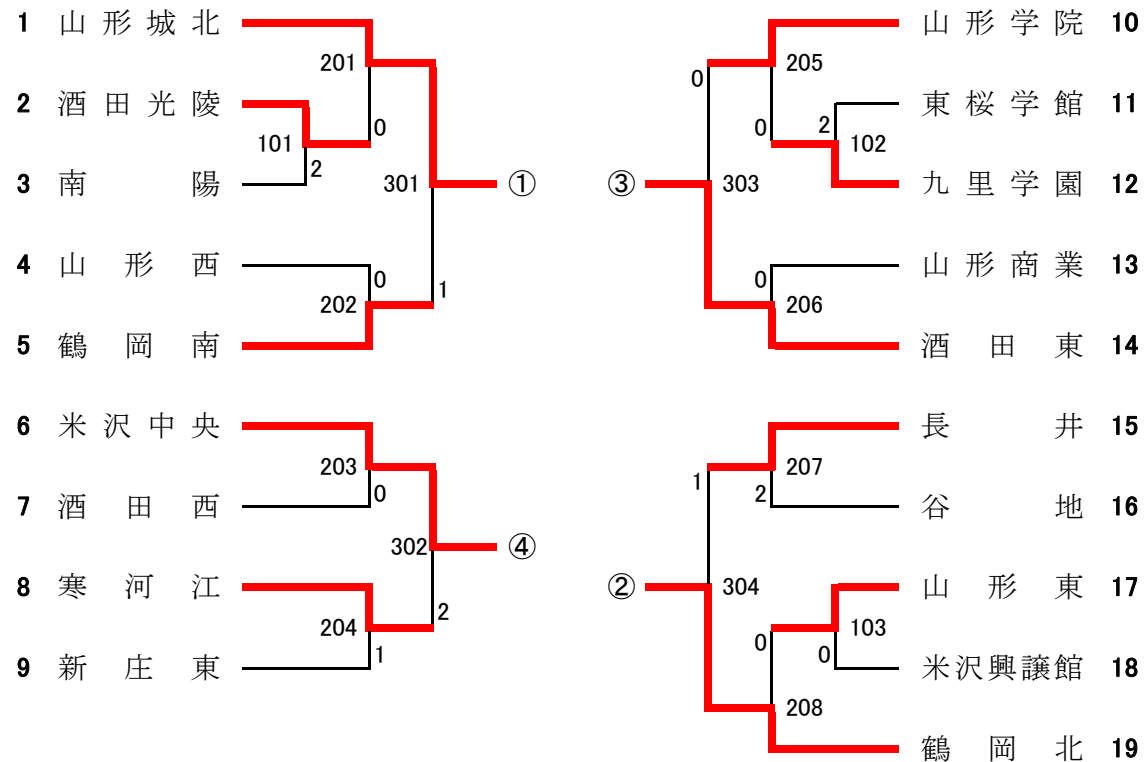 1 山形城北
201
2 酒田光陵
0
101
2
3 南陽
301
①
4 山形西
0
202
1
5 鶴岡南
6 米沢中央
203
0
7 酒田西
302
④
8 寒河江
2
204
1
9 新庄東
山形学院 10
0
205
東桜学館 11
0
2
102
③
303
九里学園 12
山形商業 13
0
206
酒田東 14
長井 15
1
207
2
谷地 16
②
304
山形東 17
0
103
0
米沢興譲館 18
208
鶴岡北 19